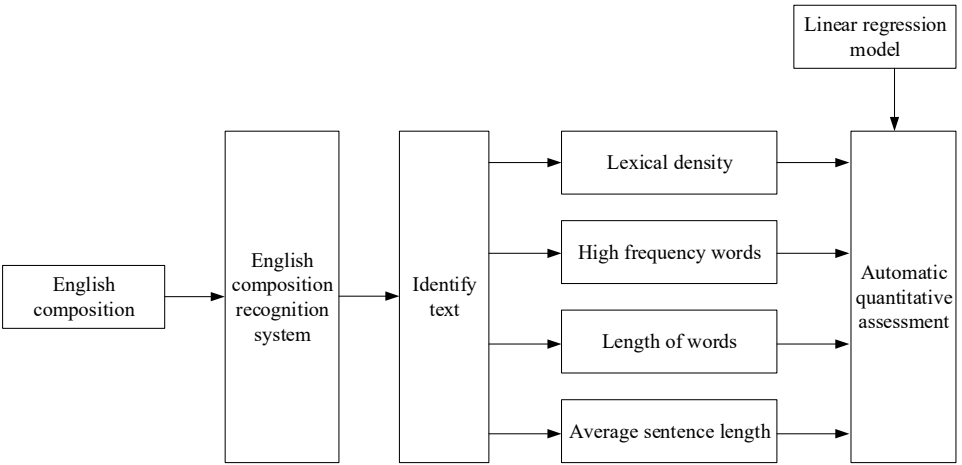 Linear regression
model
English
composition
English
composition
recognition
system
Identify
text
Lexical density
High frequency words
Length of words
Average sentence length
Automatic
quantitative
assessment